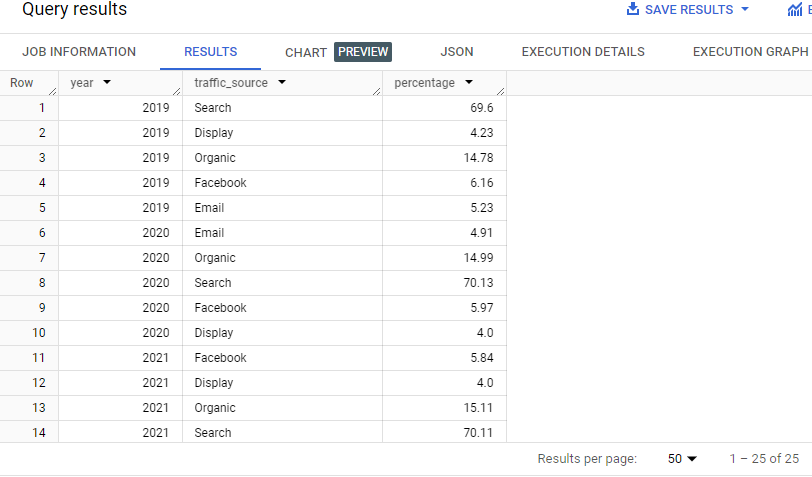 Query results
SAVE RESULTS
JOB INFORMATION RESULTS CHART PREVIEW JSON EXECUTION DETAILS EXECUTION GRAPH
Row year traffic_source percentage
1 2019 Search 69.6
2 2019 Display 4.23
3 2019 Organic 14.78
4 2019 Facebook 6.16
5 2019 Email 5.23
6 2020 Email 4.91
7 2020 Organic 14.99
8 2020 Search 70.13
9 2020 Facebook 5.97
10 2020 Display 4.0
11 2021 Facebook 5.84
12 2021 Display 4.0
13 2021 Organic 15.11
14 2021 Search 70.11
Results per page: 50 1 – 25 of 25